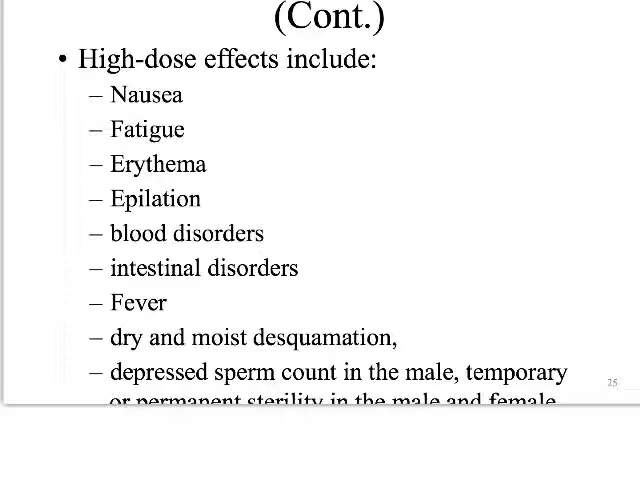 (Cont.)
• High-dose effects include:
– Nausea
– Fatigue
– Erythema
– Epilation
– blood disorders
– intestinal disorders
– Fever
– dry and moist desquamation,
– depressed sperm count in the male, temporary
or permanent sterility in the male and female
25